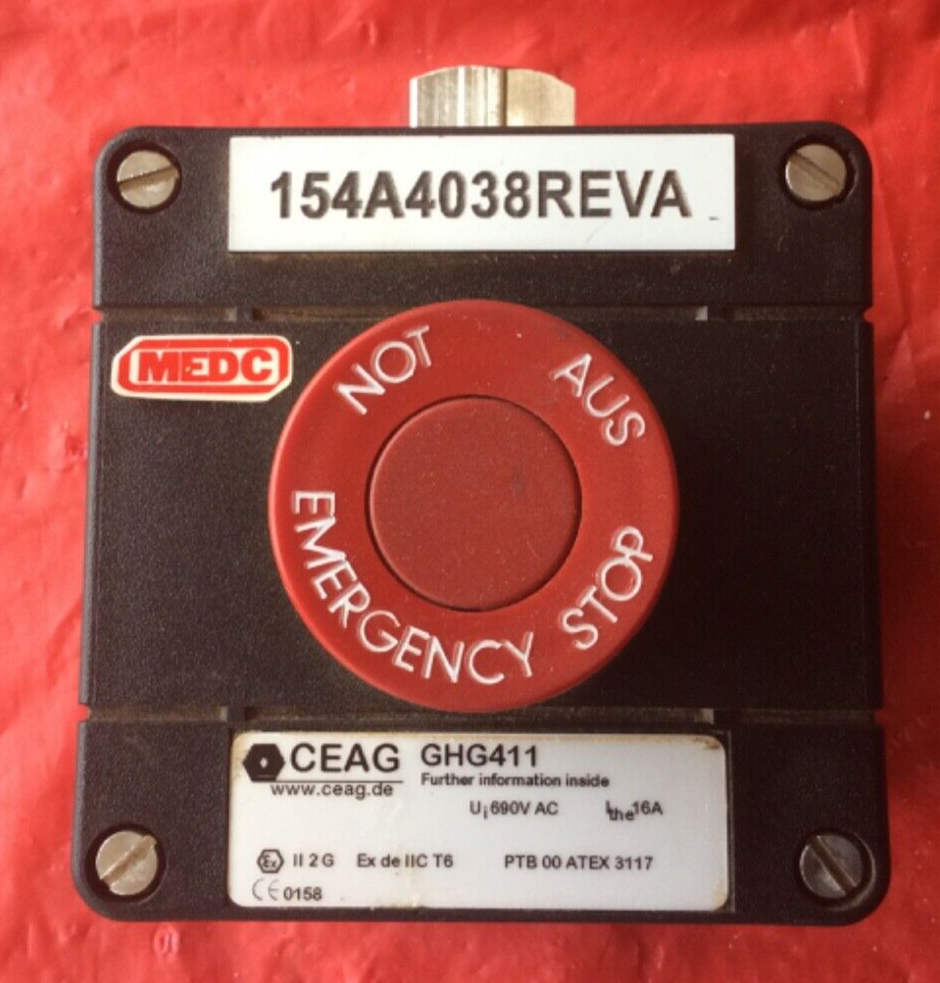 154A4038REVA
MEDC
NOT AUS
EMERGENCY STOP
CEAG GHG411
www.ceag.de Further information inside
Ui 690V AC Ithe 16A
Ex II 2 G Ex de IIC T6 PTB 00 ATEX 3117
CE 0158